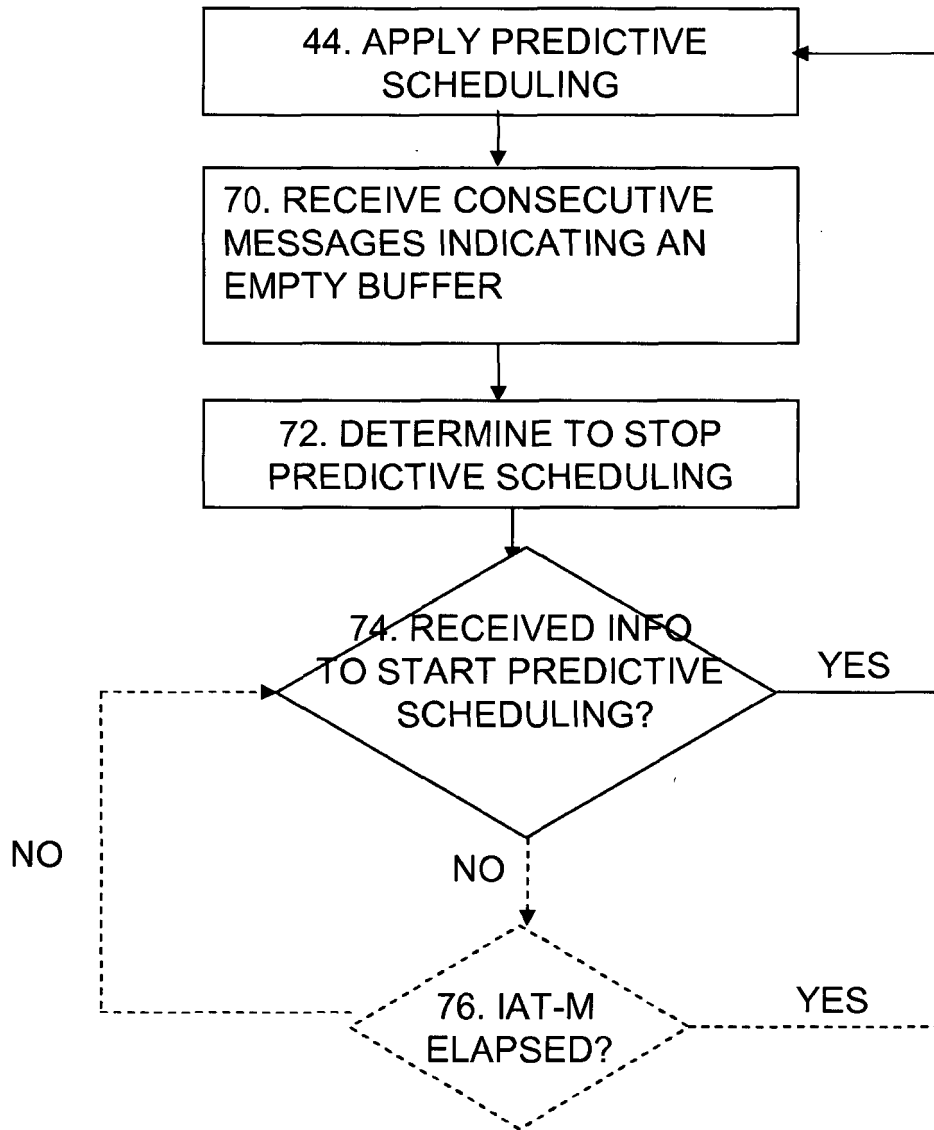 44. APPLY PREDICTIVE
SCHEDULING
70. RECEIVE CONSECUTIVE
MESSAGES INDICATING AN
EMPTY BUFFER
72. DETERMINE TO STOP
PREDICTIVE SCHEDULING
74. RECEIVED INFO
TO START PREDICTIVE
SCHEDULING?
YES
NO
NO
76. IAT-M
ELAPSED?
YES